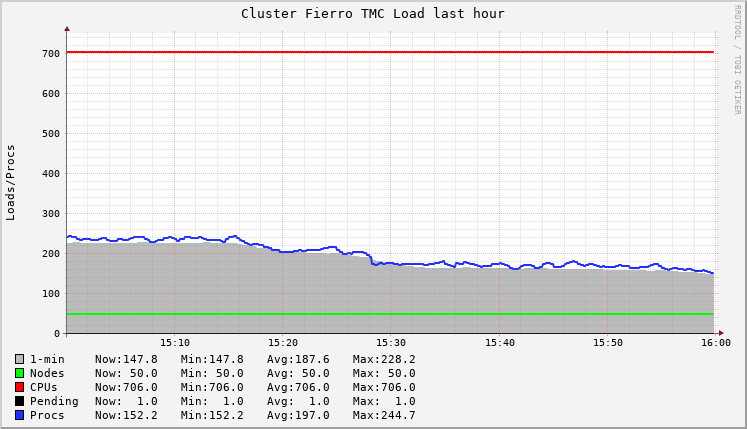 Cluster Fierro TMC Load last hour
RRDTOOL / TOBI OETIKER
Loads/Procs
700
600
500
400
300
200
100
0
15:10 15:20 15:30 15:40 15:50 16:00
1-min Now:147.8 Min:147.8 Avg:187.6 Max:228.2
Nodes Now: 50.0 Min: 50.0 Avg: 50.0 Max: 50.0
CPUs Now:706.0 Min:706.0 Avg:706.0 Max:706.0
Pending Now: 1.0 Min: 1.0 Avg: 1.0 Max: 1.0
Procs Now:152.2 Min:152.2 Avg:197.0 Max:244.7